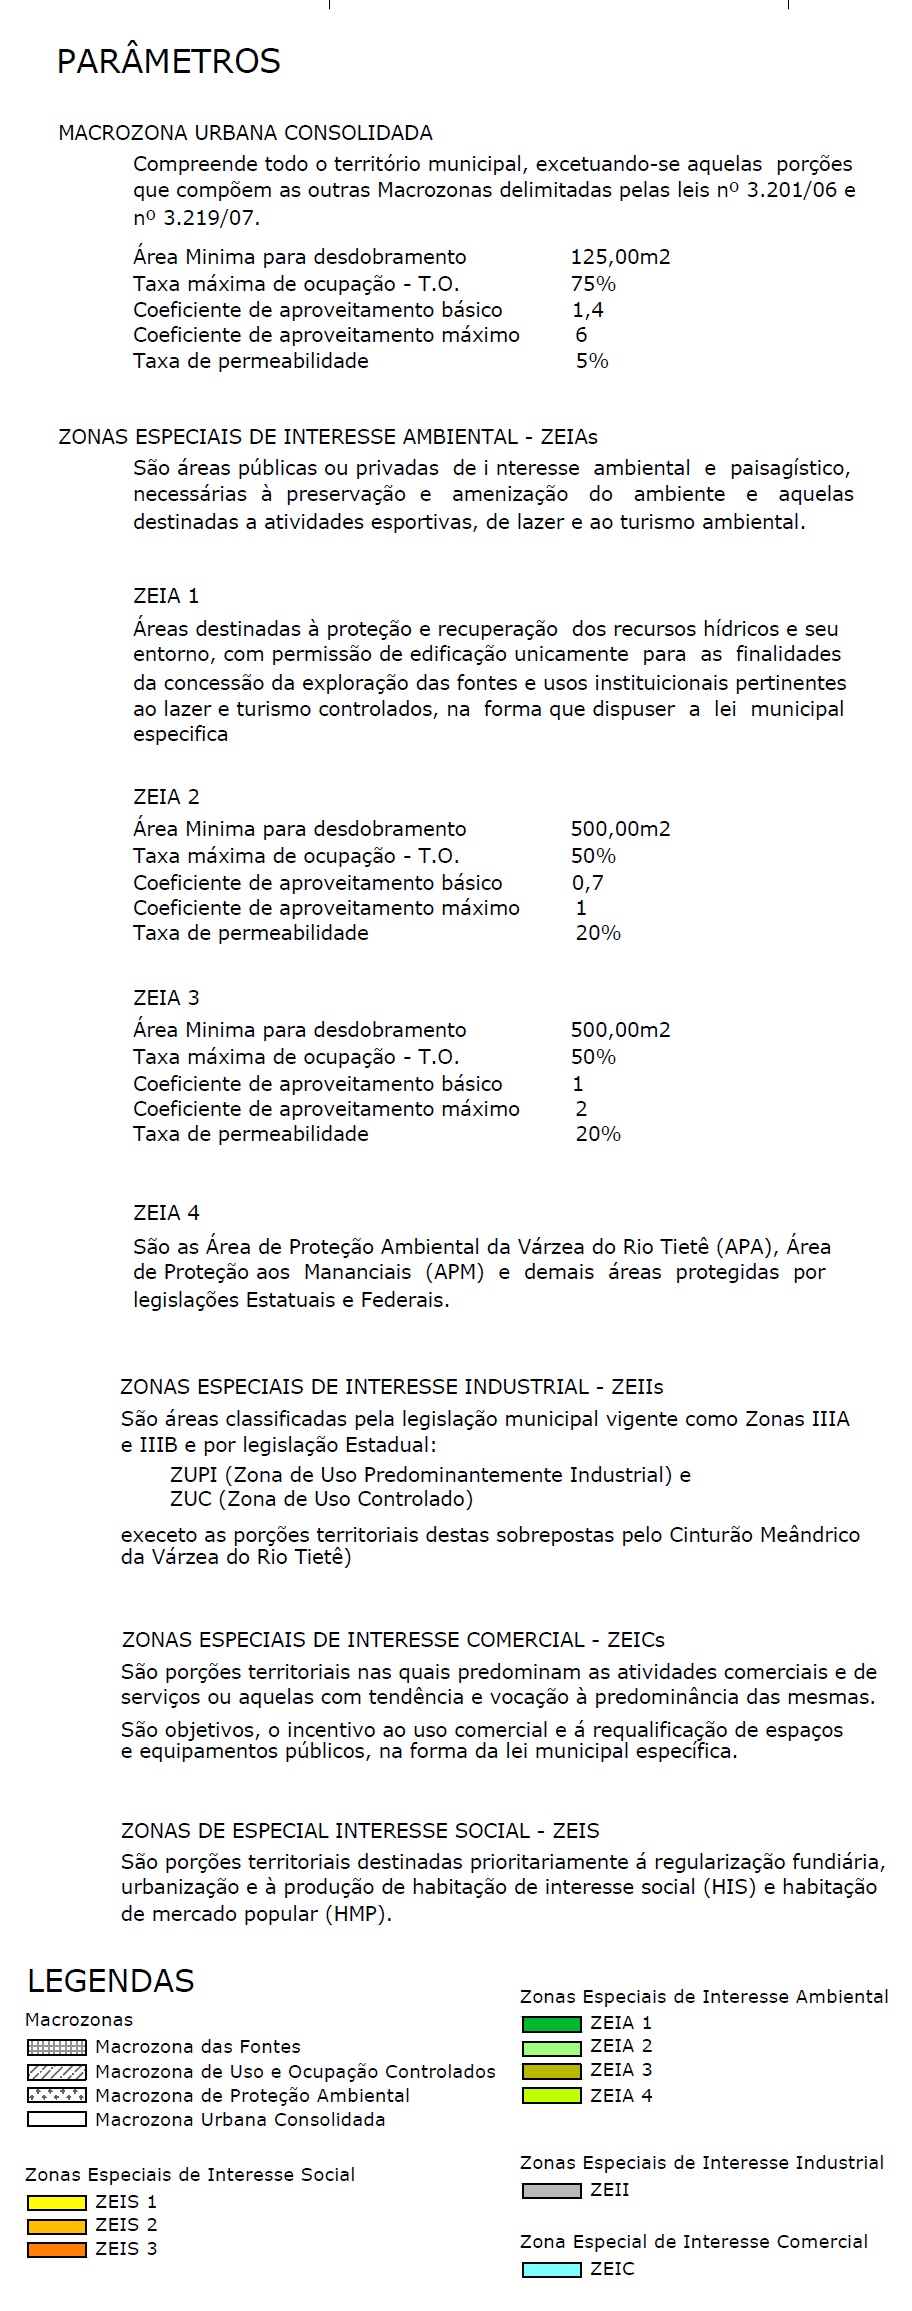 PARÂMETROS
MACROZONA URBANA CONSOLIDADA
Compreende todo o território municipal, excetuando-se aquelas porções
que compõem as outras Macrozonas delimitadas pelas leis nº 3.201/06 e
nº 3.219/07.
Área Minima para desdobramento 125,00m2
Taxa máxima de ocupação - T.O. 75%
Coeficiente de aproveitamento básico 1,4
Coeficiente de aproveitamento máximo 6
Taxa de permeabilidade 5%
ZONAS ESPECIAIS DE INTERESSE AMBIENTAL - ZEIAs
São áreas públicas ou privadas de i nteresse ambiental e paisagístico,
necessárias à preservação e amenização do ambiente e aquelas
destinadas a atividades esportivas, de lazer e ao turismo ambiental.
ZEIA 1
Áreas destinadas à proteção e recuperação dos recursos hídricos e seu
entorno, com permissão de edificação unicamente para as finalidades
da concessão da exploração das fontes e usos instituicionais pertinentes
ao lazer e turismo controlados, na forma que dispuser a lei municipal
especifica
ZEIA 2
Área Minima para desdobramento 500,00m2
Taxa máxima de ocupação - T.O. 50%
Coeficiente de aproveitamento básico 0,7
Coeficiente de aproveitamento máximo 1
Taxa de permeabilidade 20%
ZEIA 3
Área Minima para desdobramento 500,00m2
Taxa máxima de ocupação - T.O. 50%
Coeficiente de aproveitamento básico 1
Coeficiente de aproveitamento máximo 2
Taxa de permeabilidade 20%
ZEIA 4
São as Área de Proteção Ambiental da Várzea do Rio Tietê (APA), Área
de Proteção aos Mananciais (APM) e demais áreas protegidas por
legislações Estatuais e Federais.
ZONAS ESPECIAIS DE INTERESSE INDUSTRIAL - ZEIIs
São áreas classificadas pela legislação municipal vigente como Zonas IIIA
e IIIB e por legislação Estadual:
ZUPI (Zona de Uso Predominantemente Industrial) e
ZUC (Zona de Uso Controlado)
execeto as porções territoriais destas sobrepostas pelo Cinturão Meândrico
da Várzea do Rio Tietê)
ZONAS ESPECIAIS DE INTERESSE COMERCIAL - ZEICs
São porções territoriais nas quais predominam as atividades comerciais e de
serviços ou aquelas com tendência e vocação à predominância das mesmas.
São objetivos, o incentivo ao uso comercial e á requalificação de espaços
e equipamentos públicos, na forma da lei municipal específica.
ZONAS DE ESPECIAL INTERESSE SOCIAL - ZEIS
São porções territoriais destinadas prioritariamente á regularização fundiária,
urbanização e à produção de habitação de interesse social (HIS) e habitação
de mercado popular (HMP).
LEGENDAS
Macrozonas
Macrozona das Fontes
Macrozona de Uso e Ocupação Controlados
Macrozona de Proteção Ambiental
Macrozona Urbana Consolidada
Zonas Especiais de Interesse Social
ZEIS 1
ZEIS 2
ZEIS 3
Zonas Especiais de Interesse Ambiental
ZEIA 1
ZEIA 2
ZEIA 3
ZEIA 4
Zonas Especiais de Interesse Industrial
ZEII
Zona Especial de Interesse Comercial
ZEIC